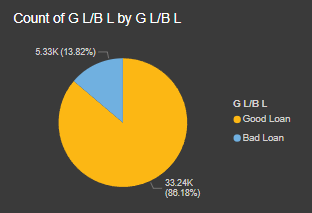 Count of G L/B L by G L/B L
5.33K (13.82%)
G L/B L
Good Loan
Bad Loan
33.24K
(86.18%)